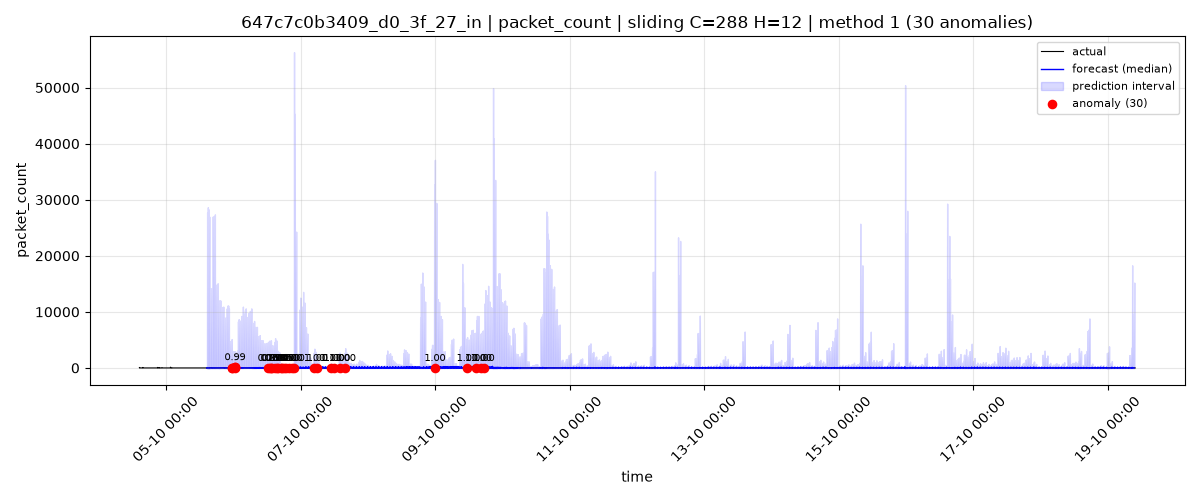 647c7c0b3409_d0_3f_27_in | packet_count | sliding C=288 H=12 | method 1 (30 anomalies)
actual
forecast (median)
prediction interval
anomaly (30)
packet_count
50000
40000
30000
20000
10000
0
0.99
1.00
05-10 00:00
07-10 00:00
09-10 00:00
11-10 00:00
13-10 00:00
15-10 00:00
17-10 00:00
19-10 00:00
time